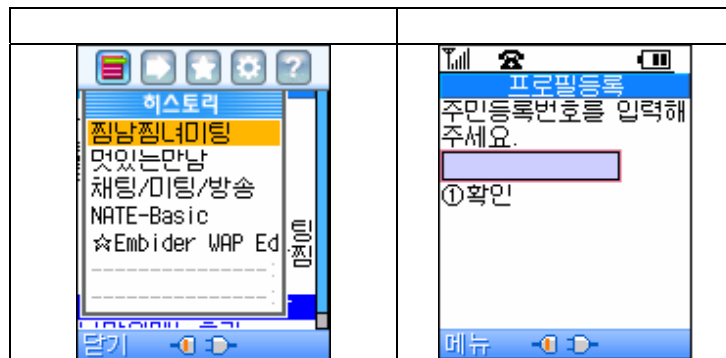 히스토리
찜남찜녀미팅
멋있는만남
채팅/미팅/방송
NATE-Basic
☆Embider WAP Ed
팅
찜
닫기
프로필등록
주민등록번호를 입력해
주세요.
①확인
메뉴